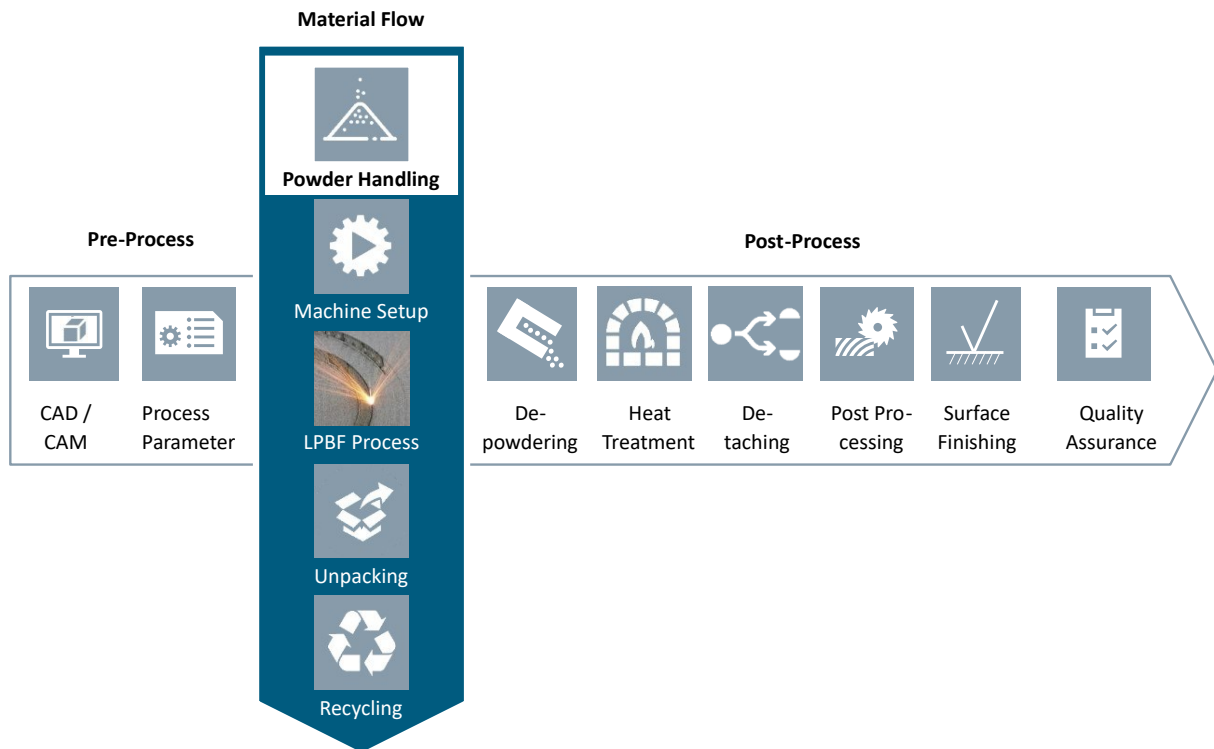 Material Flow
Powder Handling
Pre-Process
Post-Process
Machine Setup
LPBF Process
Unpacking
Recycling
CAD /
CAM
Process
Parameter
De-
powdering
Heat
Treatment
De-
taching
Post Pro-
cessing
Surface
Finishing
Quality
Assurance